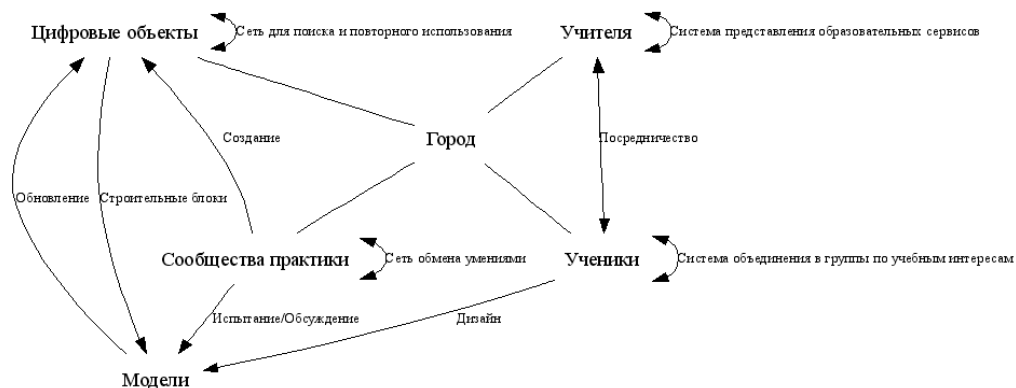 Цифровые объекты
Сеть для поиска и повторного использования
Учителя
Система представления образовательных сервисов
Создание
Город
Посредничество
Обновление
Строительные блоки
Сообщества практики
Сеть обмена умениями
Ученики
Система объединения в группы по учебным интересам
Испытание/Обсуждение
Дизайн
Модели